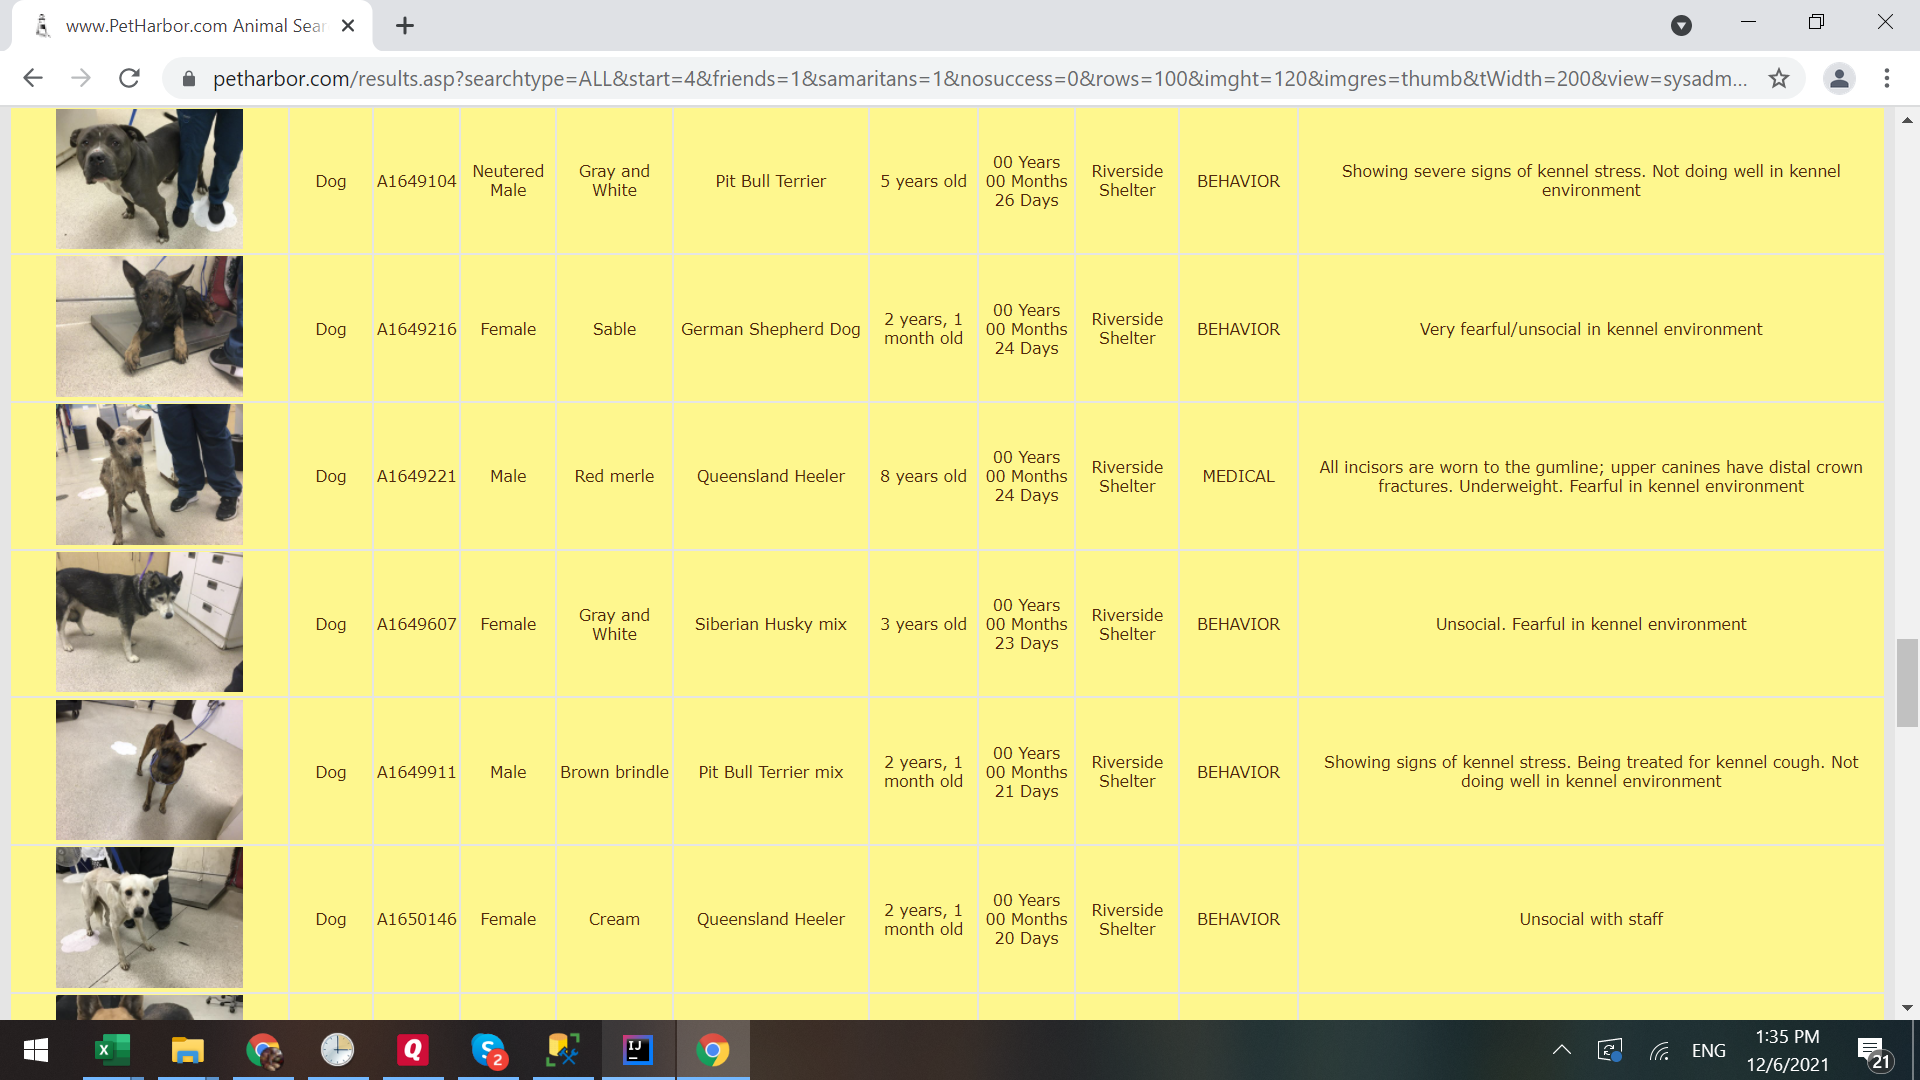 www.PetHarbor.com Animal Sear
petharbor.com/results.asp?searchtype=ALL&start=4&friends=1&samaritans=1&nosuccess=0&rows=100&imght=120&imgres=thumb&tWidth=200&view=sysadm...
Dog
A1649104
Neutered
Male
Gray and
White
Pit Bull Terrier
5 years old
00 Years
00 Months
26 Days
Riverside
Shelter
BEHAVIOR
Showing severe signs of kennel stress. Not doing well in kennel
environment
Dog
A1649216
Female
Sable
German Shepherd Dog
2 years, 1
month old
00 Years
00 Months
24 Days
Riverside
Shelter
BEHAVIOR
Very fearful/unsocial in kennel environment
Dog
A1649221
Male
Red merle
Queensland Heeler
8 years old
00 Years
00 Months
24 Days
Riverside
Shelter
MEDICAL
All incisors are worn to the gumline; upper canines have distal crown
fractures. Underweight. Fearful in kennel environment
Dog
A1649607
Female
Gray and
White
Siberian Husky mix
3 years old
00 Years
00 Months
23 Days
Riverside
Shelter
BEHAVIOR
Unsocial. Fearful in kennel environment
Dog
A1649911
Male
Brown brindle
Pit Bull Terrier mix
2 years, 1
month old
00 Years
00 Months
21 Days
Riverside
Shelter
BEHAVIOR
Showing signs of kennel stress. Being treated for kennel cough. Not
doing well in kennel environment
Dog
A1650146
Female
Cream
Queensland Heeler
2 years, 1
month old
00 Years
00 Months
20 Days
Riverside
Shelter
BEHAVIOR
Unsocial with staff
X
Q
S
2
IJ
ENG
1:35 PM
12/6/2021
21